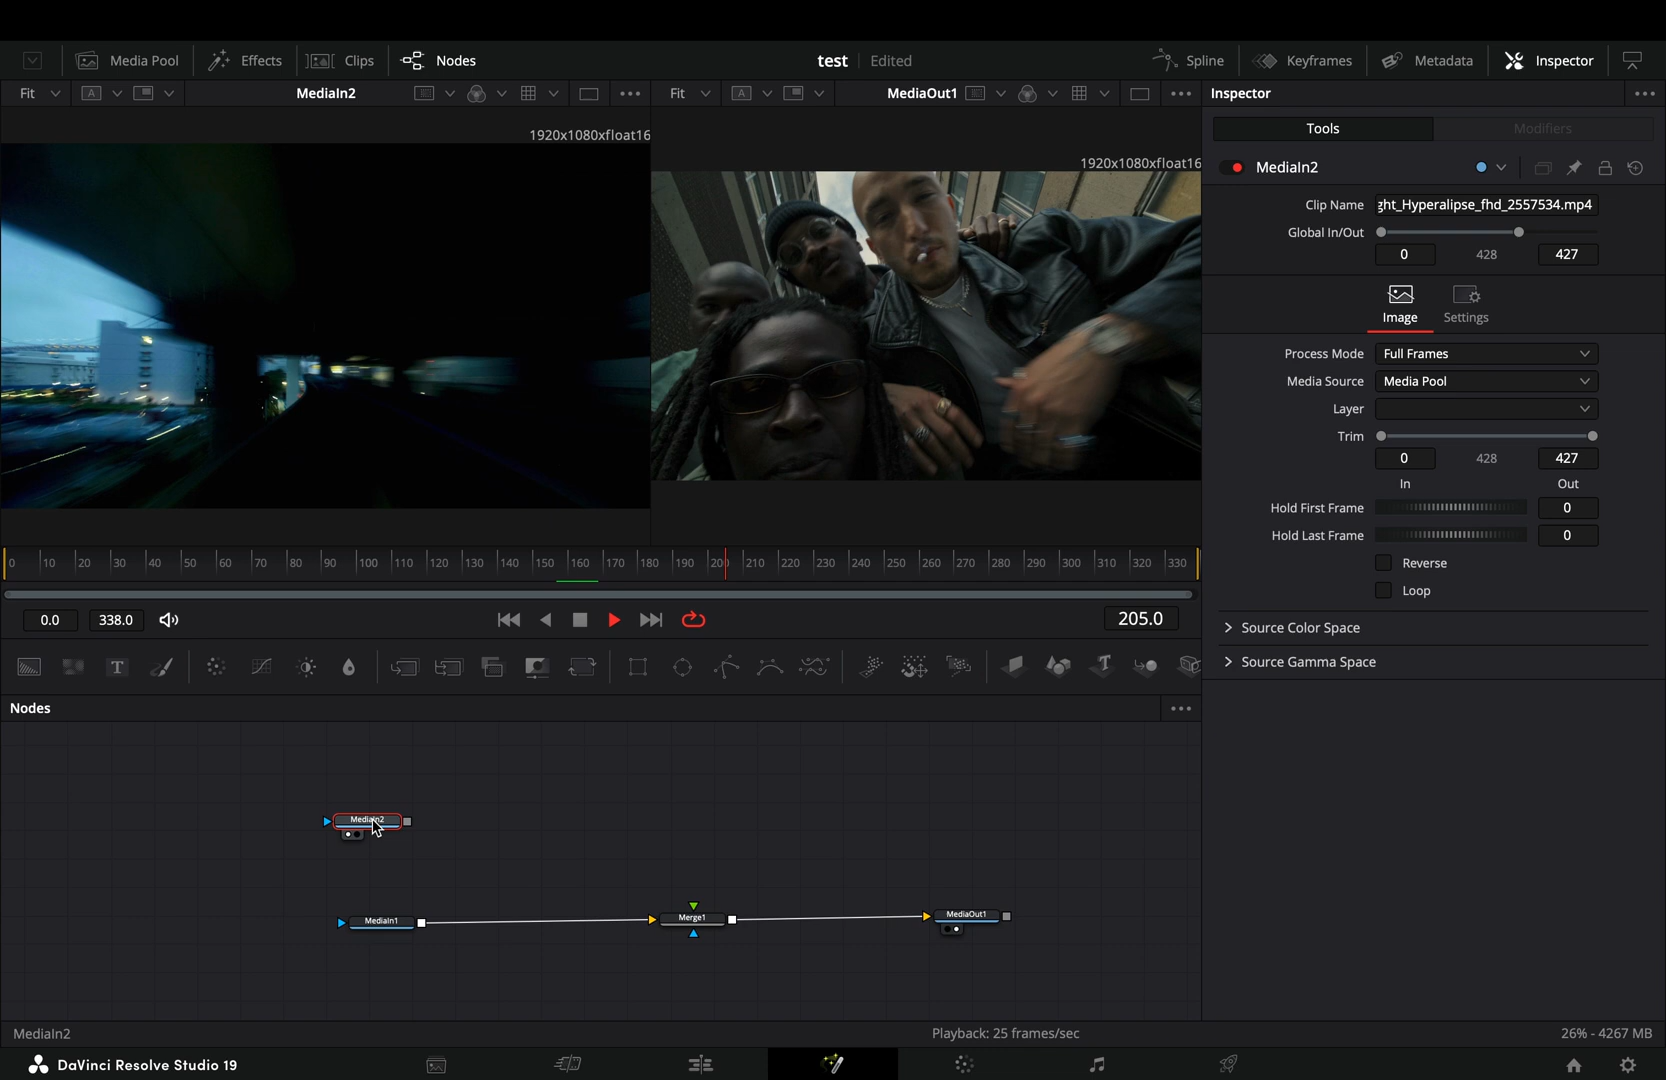 Media Pool Effects Clips Nodes test Edited Spline Keyframes Metadata Inspector
Fit A MediaIn2 Fit A MediaOut1 Inspector
1920x1080xfloat16
1920x1080xfloat16
Tools Modifiers
MediaIn2
Clip Name ght_Hyperalipse_fhd_2557534.mp4
Global In/Out
0 428 427
Image Settings
Process Mode Full Frames
Media Source Media Pool
Layer
Trim
0 428 427
In Out
Hold First Frame 0
Hold Last Frame 0
Reverse
Loop
Source Color Space
Source Gamma Space
0 10 20 30 40 50 60 70 80 90 100 110 120 130 140 150 160 170 180 190 200 210 220 230 240 250 260 270 280 290 300 310 320 330
0.0 338.0 205.0
T T
Nodes
MediaIn2
MediaIn1 Merge1 MediaOut1
MediaIn2 Playback: 25 frames/sec 26% - 4267 MB
DaVinci Resolve Studio 19